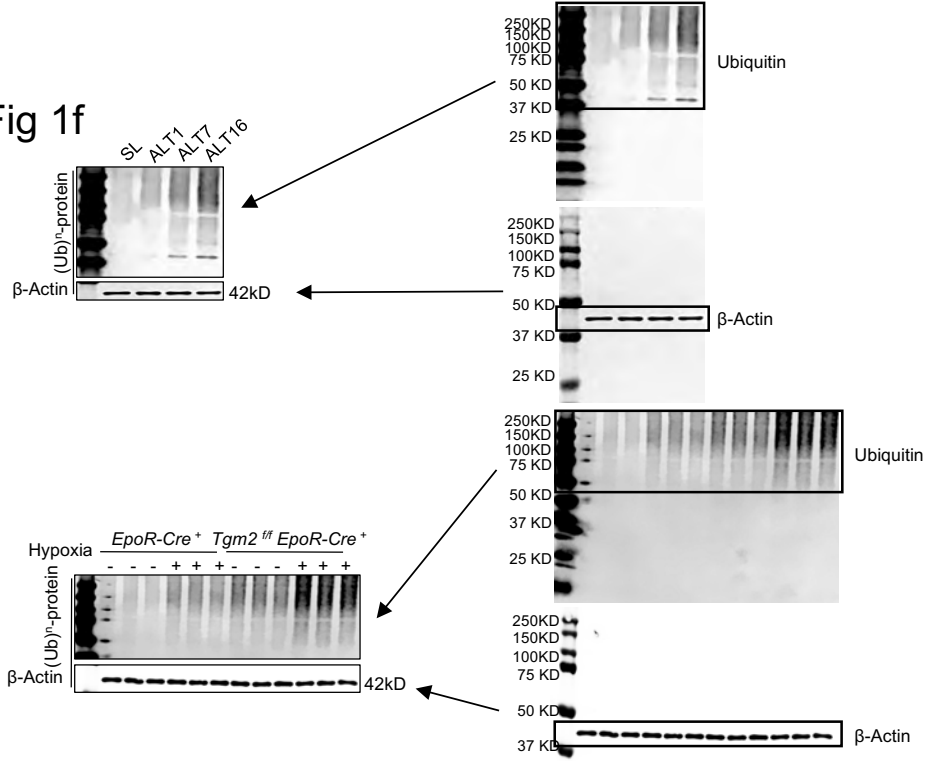 Fig 1f
SL ALT1 ALT7 ALT16
(Ub)ⁿ-protein
β-Actin
42kD
250KD
150KD
100KD
75 KD
50 KD
37 KD
25 KD
Ubiquitin
250KD
150KD
100KD
75 KD
50 KD
37 KD
25 KD
β-Actin
Hypoxia
EpoR-Cre⁺ Tgm2 f/f EpoR-Cre⁺
- - - + + + - - - + + +
(Ub)ⁿ-protein
β-Actin
42kD
250KD
150KD
100KD
75 KD
50 KD
37 KD
25 KD
Ubiquitin
250KD
150KD
100KD
75 KD
50 KD
37 KD
β-Actin